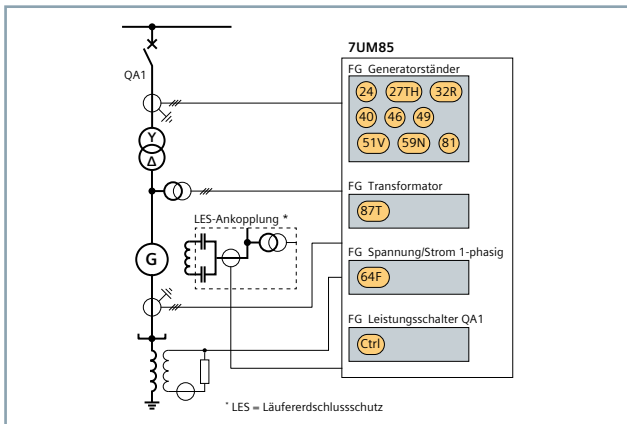 7UM85
FG Generatorständer
QA1
24 27TH 32R
40 46 49
51V 59N 81
Y
Δ
FG Transformator
87T
LES-Ankopplung *
FG Spannung/Strom 1-phasig
G
64F
FG Leistungsschalter QA1
Ctrl
* LES = Läufererdschlussschutz